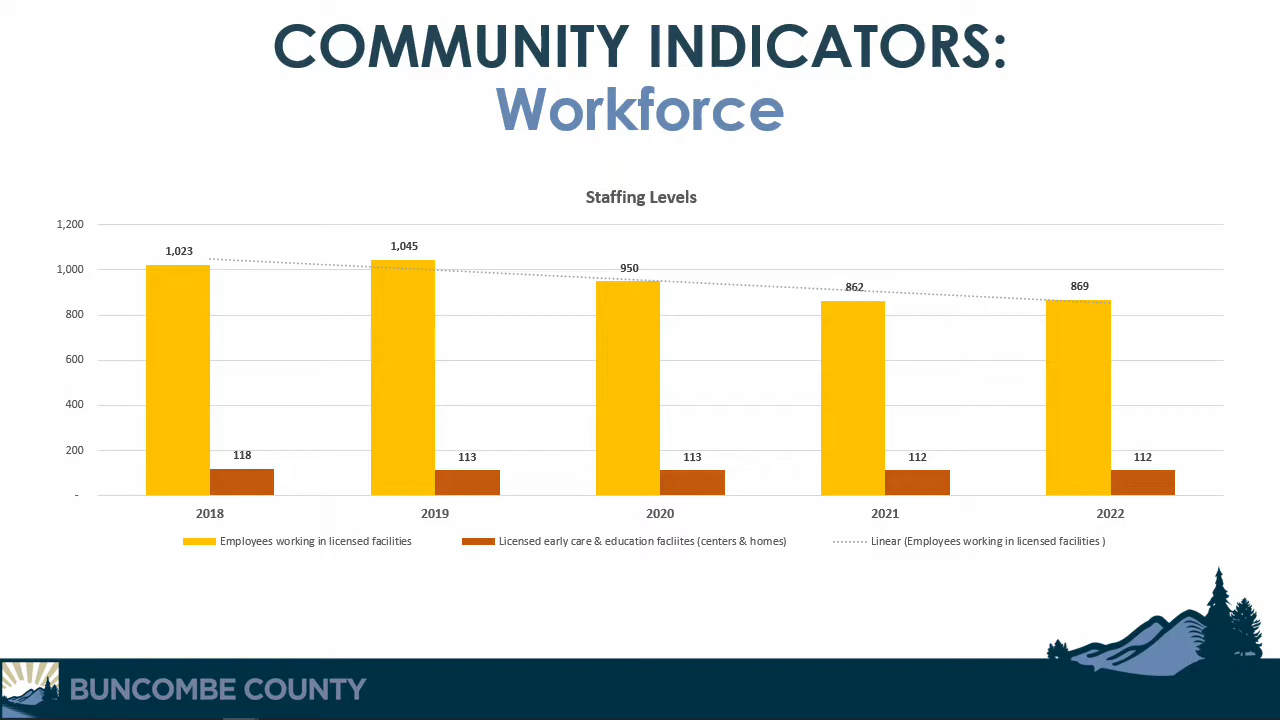 COMMUNITY INDICATORS:
Workforce
Staffing Levels
1,200
1,000
800
600
400
200
-
1,023
118
1,045
113
950
113
862
112
869
112
2018 2019 2020 2021 2022
Employees working in licensed facilities Licensed early care & education facliites (centers & homes) Linear (Employees working in licensed facilities )
BUNCOMBE COUNTY